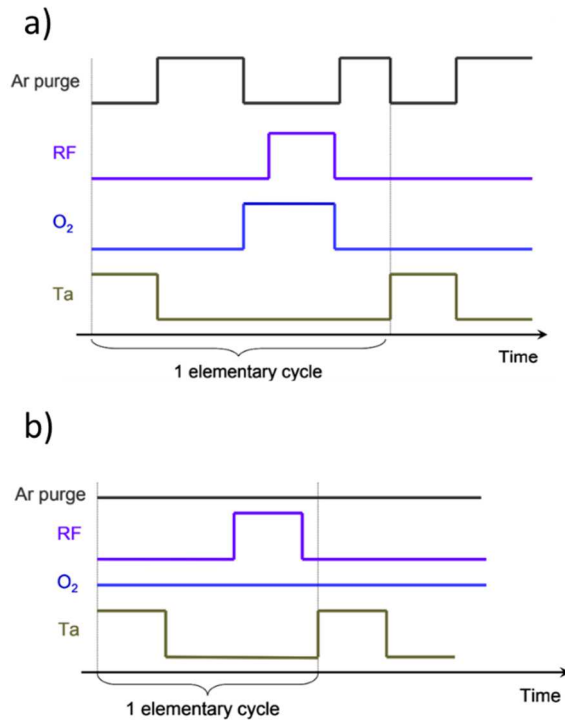 a)
Ar purge
RF
O₂
Ta
Time
1 elementary cycle
b)
Ar purge
RF
O₂
Ta
Time
1 elementary cycle